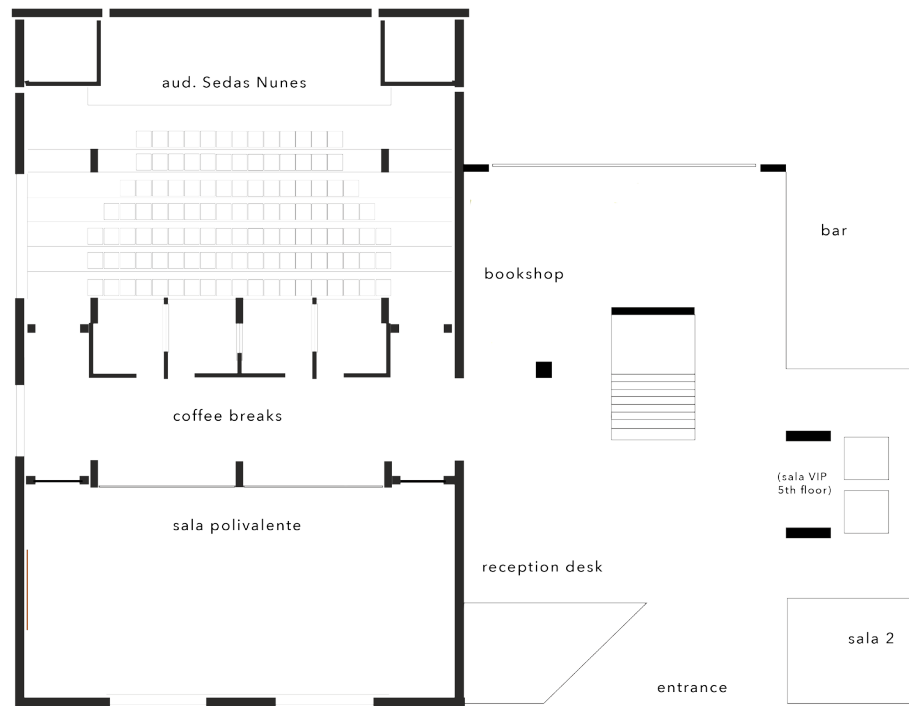 aud. Sedas Nunes
bar
bookshop
coffee breaks
(sala VIP
5th floor)
sala polivalente
reception desk
sala 2
entrance